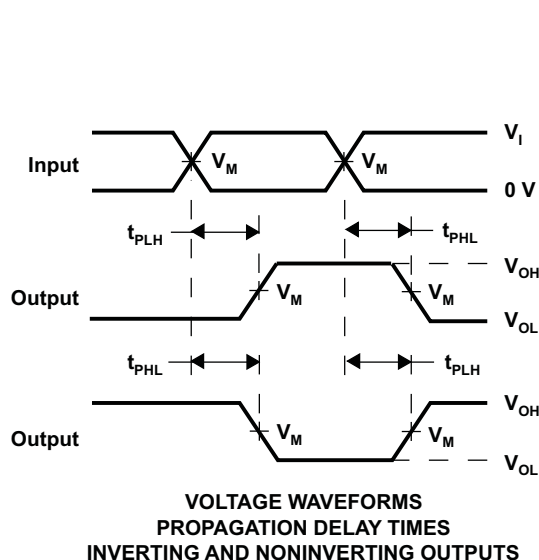 V_I
Input V_M V_M
0 V
t_PLH t_PHL
V_OH
Output V_M V_M
V_OL
t_PHL t_PLH
V_OH
Output V_M V_M
V_OL
VOLTAGE WAVEFORMS
PROPAGATION DELAY TIMES
INVERTING AND NONINVERTING OUTPUTS